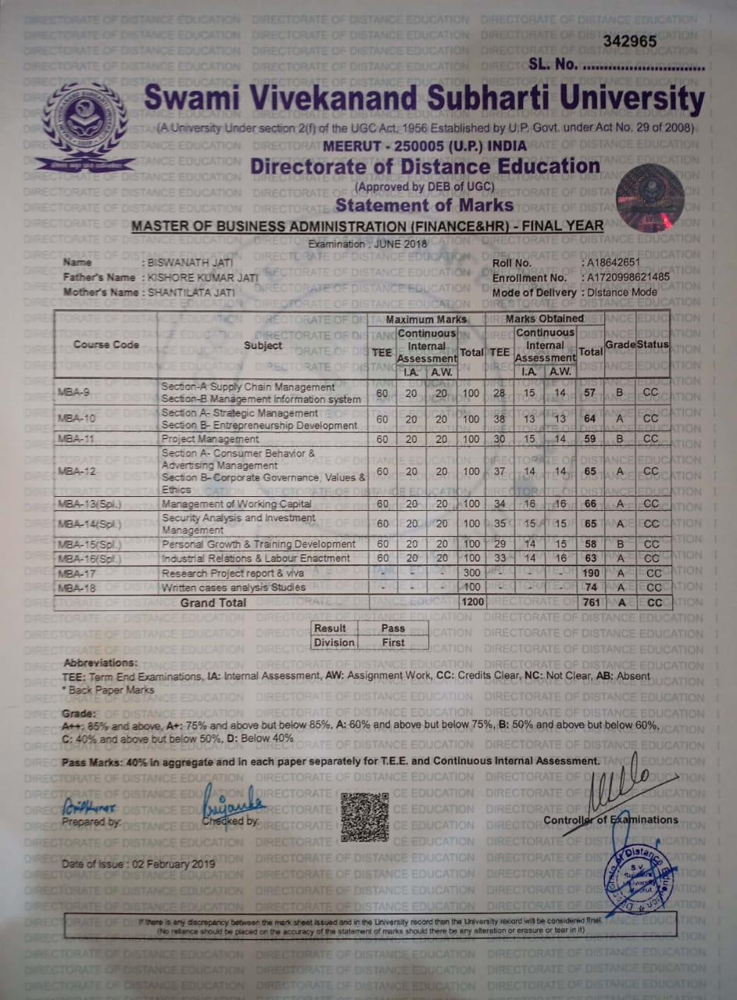 342965
SL. No. ............................
Swami Vivekanand Subharti University
(A University Under section 2(f) of the UGC Act, 1956 Established by U.P. Govt. under Act No. 29 of 2008)
MEERUT - 250005 (U.P.) INDIA
Directorate of Distance Education
(Approved by DEB of UGC)
Statement of Marks
MASTER OF BUSINESS ADMINISTRATION (FINANCE&HR) - FINAL YEAR
Examination : JUNE 2018
Name : BISWANATH JATI Roll No. : A18642651
Father's Name : KISHORE KUMAR JATI Enrollment No. : A1720998621485
Mother's Name : SHANTILATA JATI Mode of Delivery : Distance Mode
Course Code Subject Maximum Marks Marks Obtained Grade Status
TEE Continuous Internal Assessment Total TEE Continuous Internal Assessment Total
I.A. A.W. I.A. A.W.
MBA-9 Section-A Supply Chain Management
Section-B Management Information system 60 20 20 100 28 15 14 57 B CC
MBA-10 Section A- Strategic Management
Section B- Entrepreneurship Development 60 20 20 100 38 13 13 64 A CC
MBA-11 Project Management 60 20 20 100 30 15 14 59 B CC
MBA-12 Section A- Consumer Behavior &
Advertising Management
Section B- Corporate Governance, Values &
Ethics 60 20 20 100 37 14 14 65 A CC
MBA-13(Spl.) Management of Working Capital 60 20 20 100 34 16 16 66 A CC
MBA-14(Spl.) Security Analysis and Investment
Management 60 20 20 100 35 15 15 65 A CC
MBA-15(Spl.) Personal Growth & Training Development 60 20 20 100 29 14 15 58 B CC
MBA-16(Spl.) Industrial Relations & Labour Enactment 60 20 20 100 33 14 16 63 A CC
MBA-17 Research Project report & viva - - - 300 - - - 190 A CC
MBA-18 Written cases analysis Studies - - - 100 - - - 74 A CC
Grand Total 1200 761 A CC
Result Pass
Division First
Abbreviations:
TEE: Term End Examinations, IA: Internal Assessment, AW: Assignment Work, CC: Credits Clear, NC: Not Clear, AB: Absent
* Back Paper Marks
Grade:
A++: 85% and above, A+: 75% and above but below 85%, A: 60% and above but below 75%, B: 50% and above but below 60%,
C: 40% and above but below 50%, D: Below 40%
Pass Marks: 40% in aggregate and in each paper separately for T.E.E. and Continuous Internal Assessment.
Priyanka
Prepared by: Checked by: Controller of Examinations
Date of Issue : 02 February 2019
Directorate of Distance Education
S.V.
Subharti
University
Meerut
If there is any discrepancy between the mark sheet issued and in the University record then the University record will be considered final.
(No reliance should be placed on the accuracy of the statement of marks should there be any alteration or erasure or tear in it)